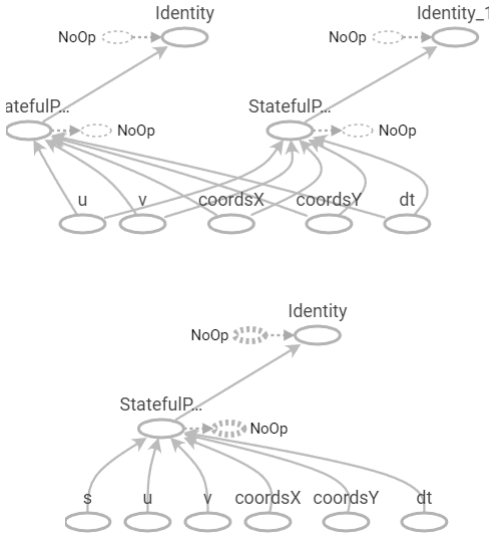 Identity Identity_1
NoOp NoOp
atefulP... StatefulP...
NoOp NoOp
u v coordsX coordsY dt
Identity
NoOp
StatefulP...
NoOp
s u v coordsX coordsY dt